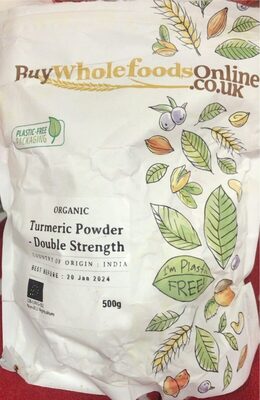 BuyWholefoodsOnline
.co.uk
PLASTIC-FREE
PACKAGING
ORGANIC
Turmeric Powder
- Double Strength
COUNTRY OF ORIGIN : INDIA
BEST BEFORE : 20 Jan 2024
500g
I'm Plastic
FREE!